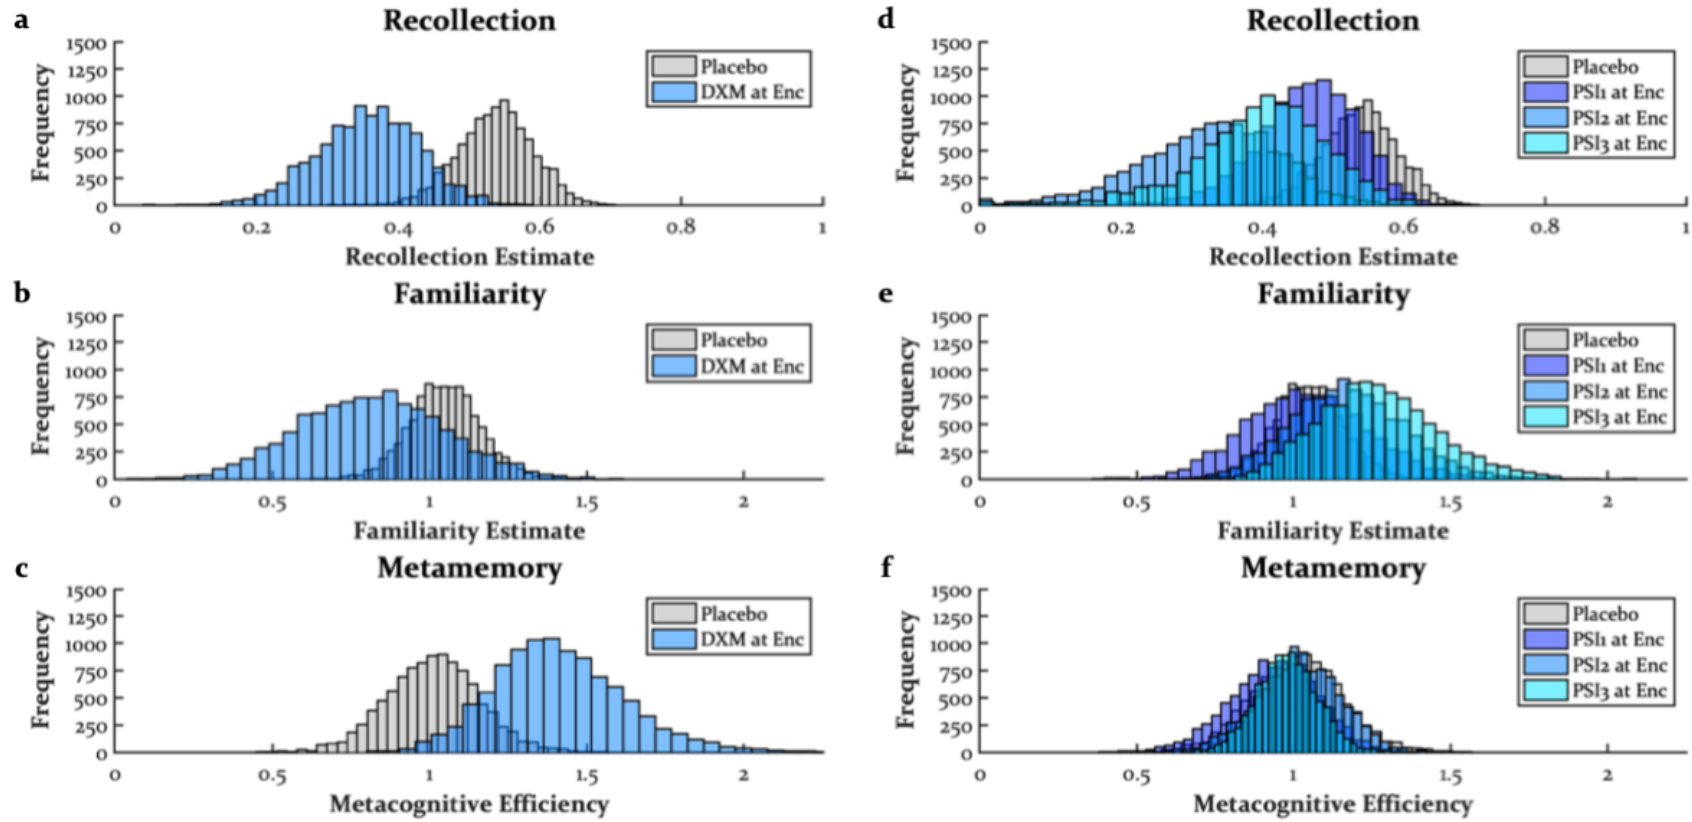 a
Recollection
Frequency
1500
1250
1000
750
500
250
0
Placebo
DXM at Enc
0 0.2 0.4 0.6 0.8 1
Recollection Estimate
b
Familiarity
Frequency
1500
1250
1000
750
500
250
0
Placebo
DXM at Enc
0 0.5 1 1.5 2
Familiarity Estimate
c
Metamemory
Frequency
1500
1250
1000
750
500
250
0
Placebo
DXM at Enc
0 0.5 1 1.5 2
Metacognitive Efficiency
d
Recollection
Frequency
1500
1250
1000
750
500
250
0
Placebo
PSI1 at Enc
PSI2 at Enc
PSI3 at Enc
0 0.2 0.4 0.6 0.8 1
Recollection Estimate
e
Familiarity
Frequency
1500
1250
1000
750
500
250
0
Placebo
PSI1 at Enc
PSI2 at Enc
PSI3 at Enc
0 0.5 1 1.5 2
Familiarity Estimate
f
Metamemory
Frequency
1500
1250
1000
750
500
250
0
Placebo
PSI1 at Enc
PSI2 at Enc
PSI3 at Enc
0 0.5 1 1.5 2
Metacognitive Efficiency